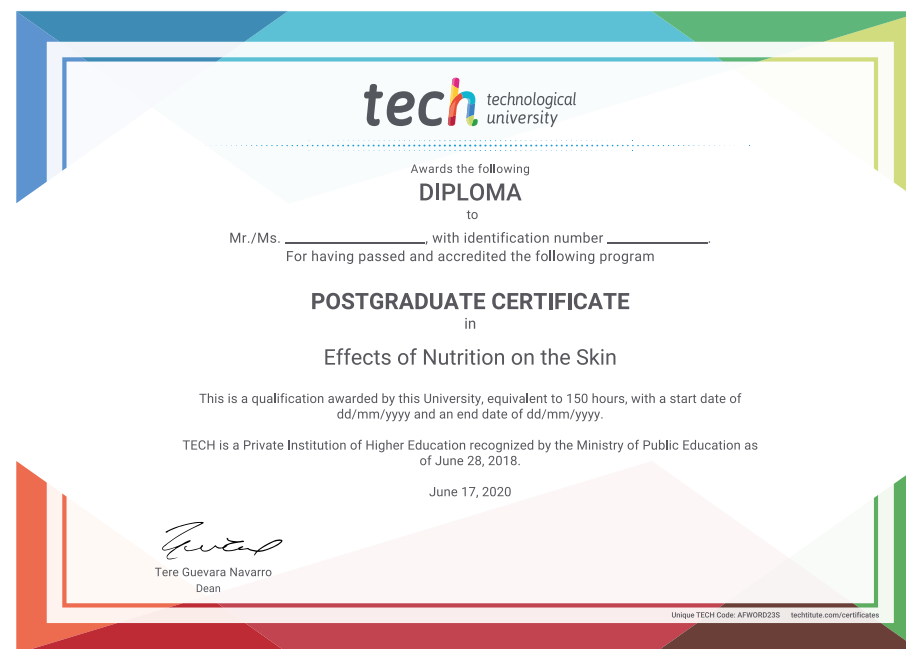 tech technological
university
Awards the following
DIPLOMA
to
Mr./Ms. ____________________, with identification number ______________.
For having passed and accredited the following program
POSTGRADUATE CERTIFICATE
in
Effects of Nutrition on the Skin
This is a qualification awarded by this University, equivalent to 150 hours, with a start date of
dd/mm/yyyy and an end date of dd/mm/yyyy.
TECH is a Private Institution of Higher Education recognized by the Ministry of Public Education as
of June 28, 2018.
June 17, 2020
Tere Guevara Navarro
Dean
Unique TECH Code: AFWORD23S techtitute.com/certificates